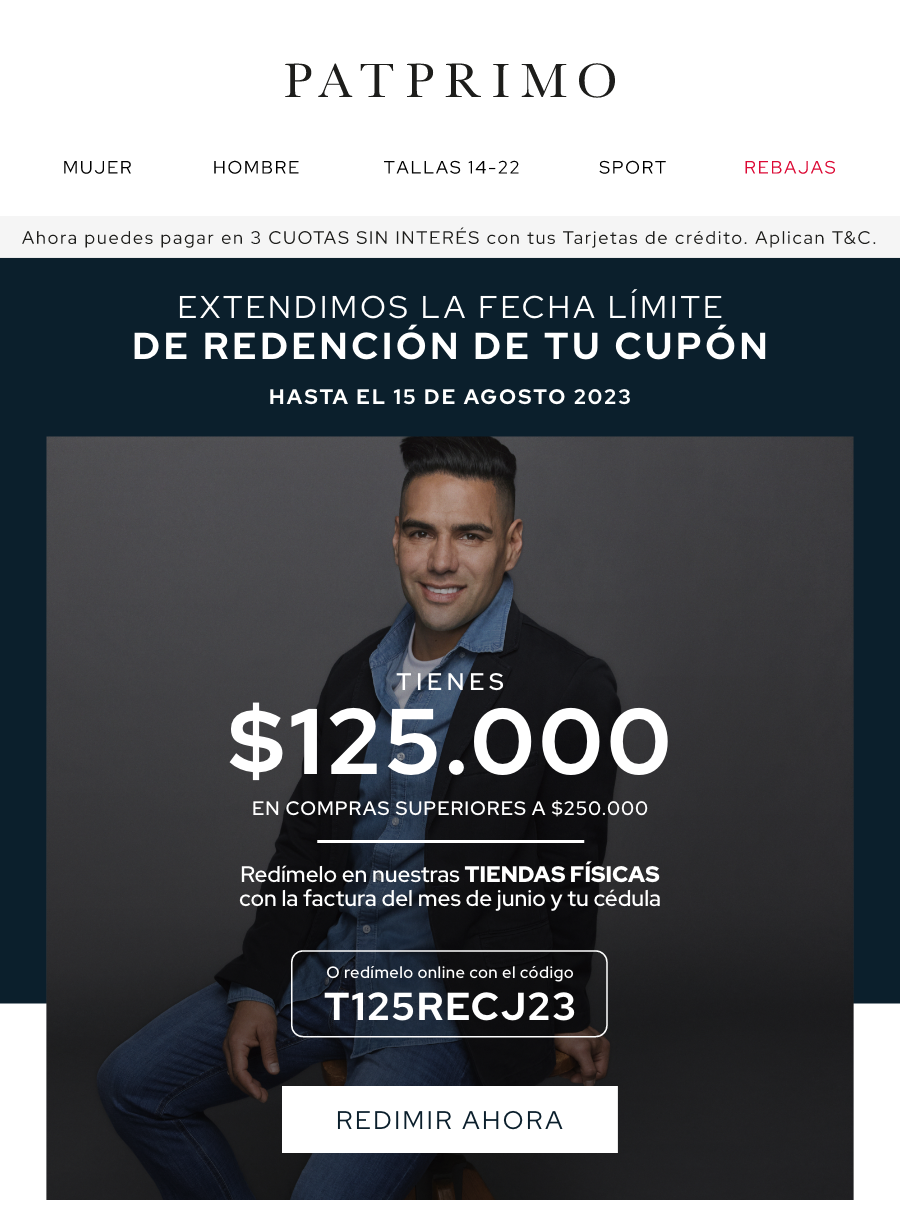 PATPRIMO
MUJER HOMBRE TALLAS 14-22 SPORT REBAJAS
Ahora puedes pagar en 3 CUOTAS SIN INTERÉS con tus Tarjetas de crédito. Aplican T&C.
EXTENDIMOS LA FECHA LÍMITE
DE REDENCIÓN DE TU CUPÓN
HASTA EL 15 DE AGOSTO 2023
TIENES
$125.000
EN COMPRAS SUPERIORES A $250.000
Redímelo en nuestras TIENDAS FÍSICAS
con la factura del mes de junio y tu cédula
O redímelo online con el código
T125RECJ23
REDIMIR AHORA